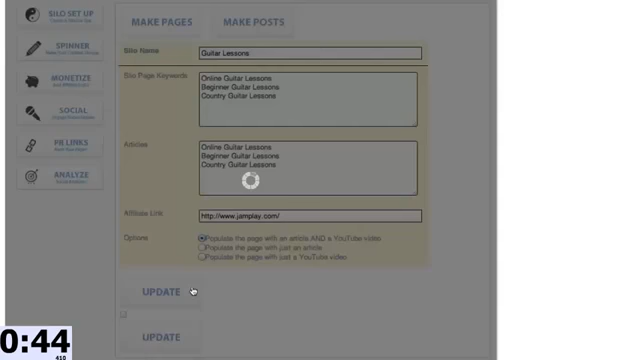 SILO SET UP
MAKE PAGES
MAKE POSTS
SPINNER
MONETIZE
SOCIAL
PR LINKS
ANALYZE
Silo Name
Guitar Lessons
Silo Page Keywords
Online Guitar Lessons
Beginner Guitar Lessons
Country Guitar Lessons
Articles
Online Guitar Lessons
Beginner Guitar Lessons
Country Guitar Lessons
Affiliate Link
http://www.jamplay.com/
Options
Populate the page with an article AND a YouTube video
Populate the page with just an article
Populate the page with just a YouTube video
UPDATE
UPDATE
0:44
410